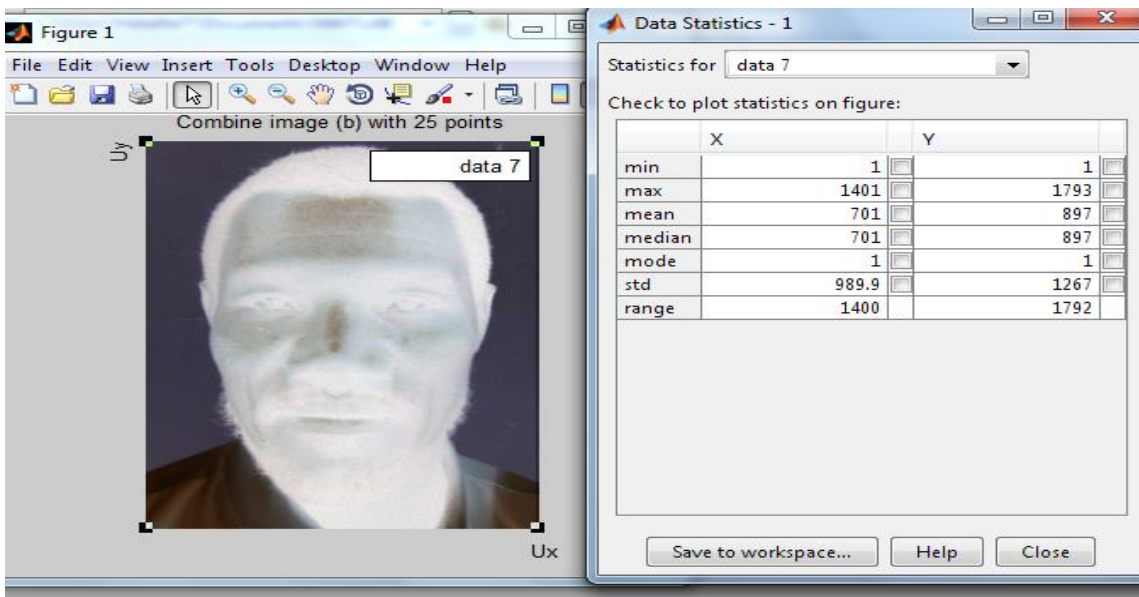 Figure 1
File Edit View Insert Tools Desktop Window Help
Combine image (b) with 25 points
Uy
data 7
Ux
Data Statistics - 1
Statistics for data 7
Check to plot statistics on figure:
X Y
min 1 1
max 1401 1793
mean 701 897
median 701 897
mode 1 1
std 989.9 1267
range 1400 1792
Save to workspace... Help Close